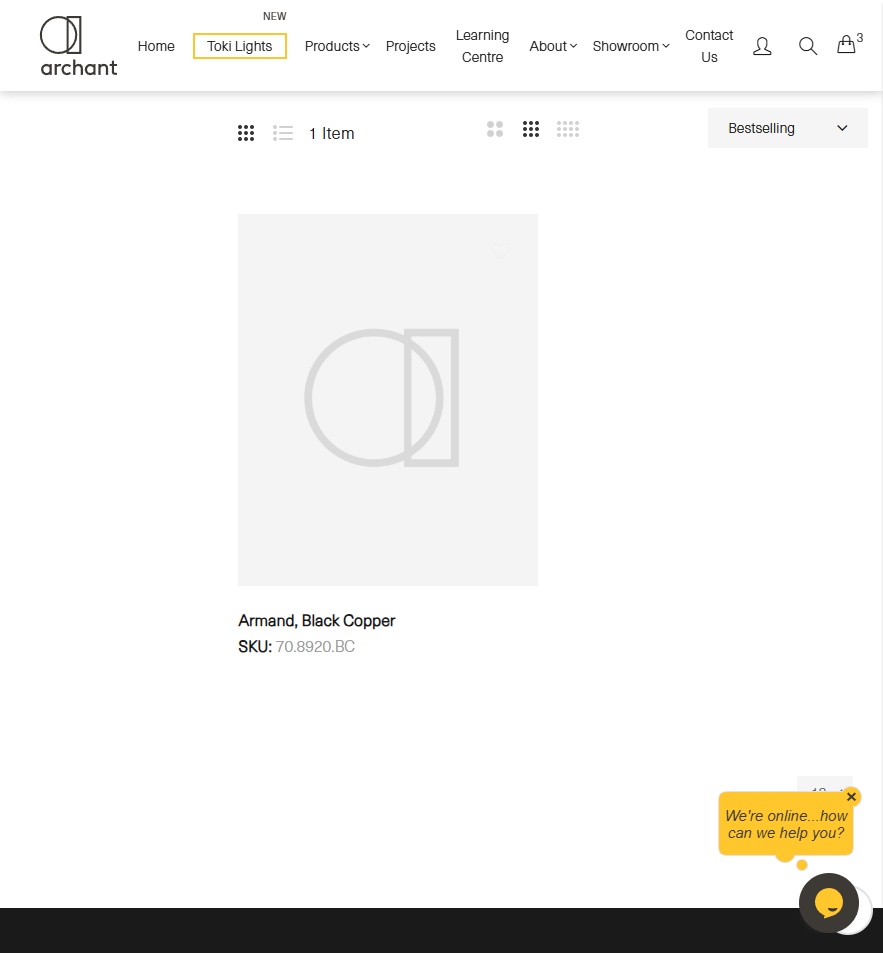 NEW
Home
Toki Lights
Products
Projects
Learning
Centre
About
Showroom
Contact
Us
3
archant
1 Item
Bestselling
Armand, Black Copper
SKU: 70.8920.BC
We're online...how
can we help you?